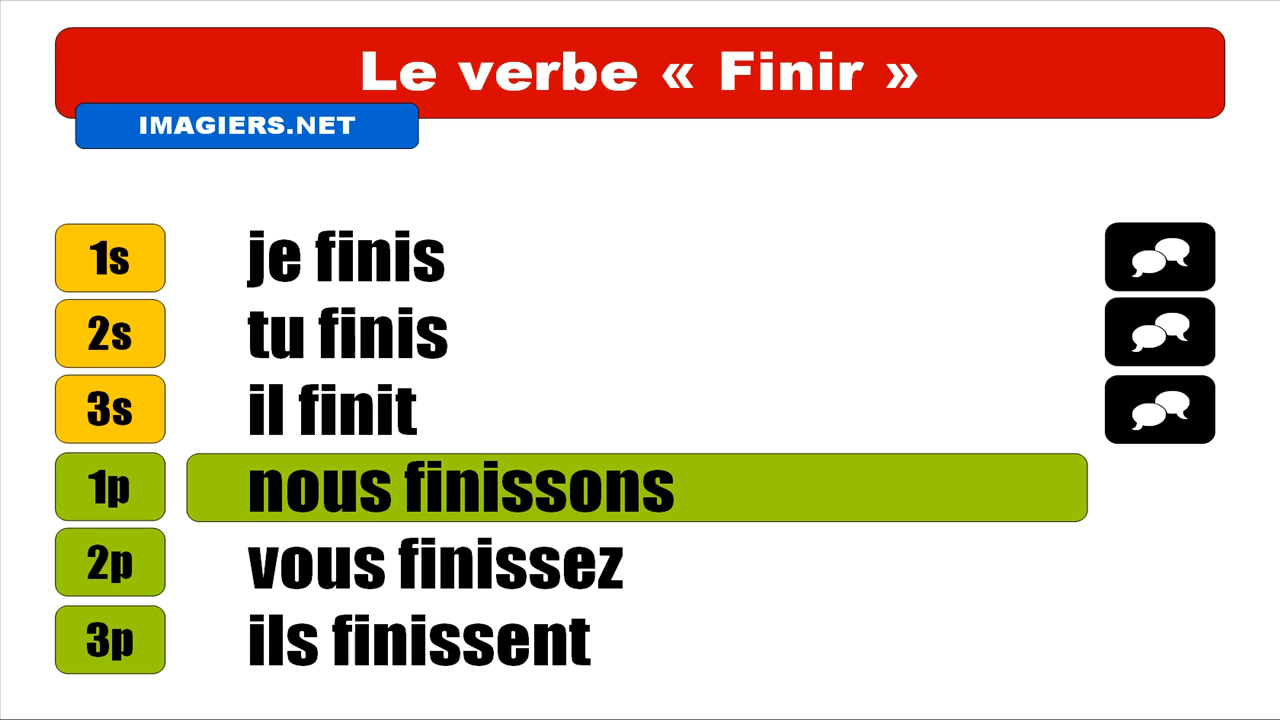 Le verbe « Finir »
IMAGIERS.NET
1s je finis
2s tu finis
3s il finit
1p nous finissons
2p vous finissez
3p ils finissent